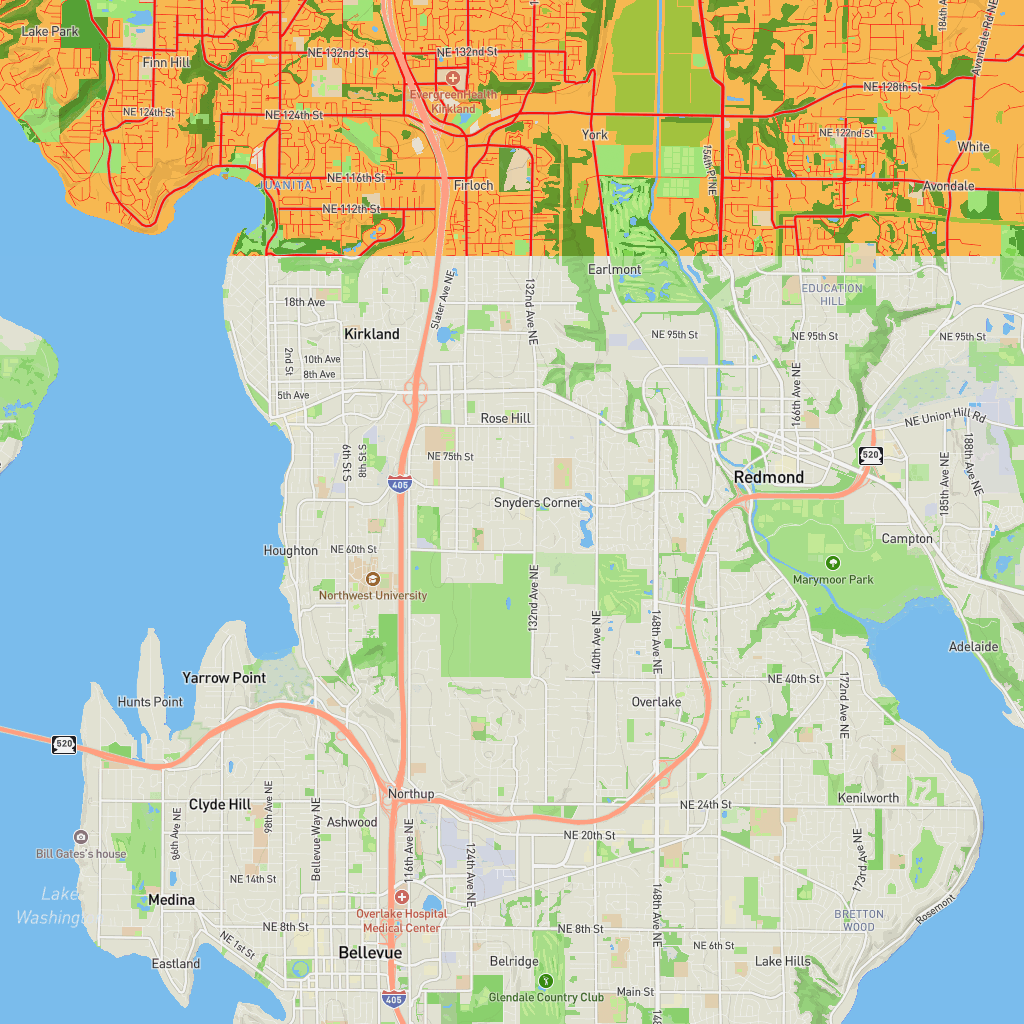 Lake Park
Finn Hill
NE 132nd St
NE 132nd St
184th A
Avondale Rd NE
EvergreenHealth
Kirkland
NE 128th St
NE 124th St
NE 124th St
York
NE 122nd St
White
154th Pl NE
NE 116th St
Firloch
UANITA
Avondale
NE 112th St
Earlmont
EDUCATION
HILL
18th Ave
Slater Ave NE
132nd Ave NE
Kirkland
NE 95th St
NE 95th St
NE 95th St
2nd St
10th Ave
8th Ave
5th Ave
166th Ave NE
Rose Hill
NE Union Hill Rd
6th St S
8th St S
NE 75th St
405
520
188th Ave NE
185th Ave NE
Redmond
Snyders Corner
Campton
Houghton
NE 60th St
Northwest University
Marymoor Park
132nd Ave NE
140th Ave NE
148th Ave NE
Adelaide
Yarrow Point
Hunts Point
NE 40th St
172nd Ave NE
Overlake
520
Northup
Clyde Hill
Ashwood
98th Ave NE
86th Ave NE
Bellevue Way NE
116th Ave NE
124th Ave NE
NE 24th St
Kenilworth
NE 20th St
Bill Gates's house
173rd Ave NE
NE 14th St
Lake
Washingt
Medina
Overlake Hospital
Medical Center
148th Ave NE
BRETTON
WOOD
Rosemont
NE 8th St
NE 8th St
NE 1st St
NE 6th St
Bellevue
Eastland
Belridge
Lake Hills
Main St
Glendale Country Club
405
148